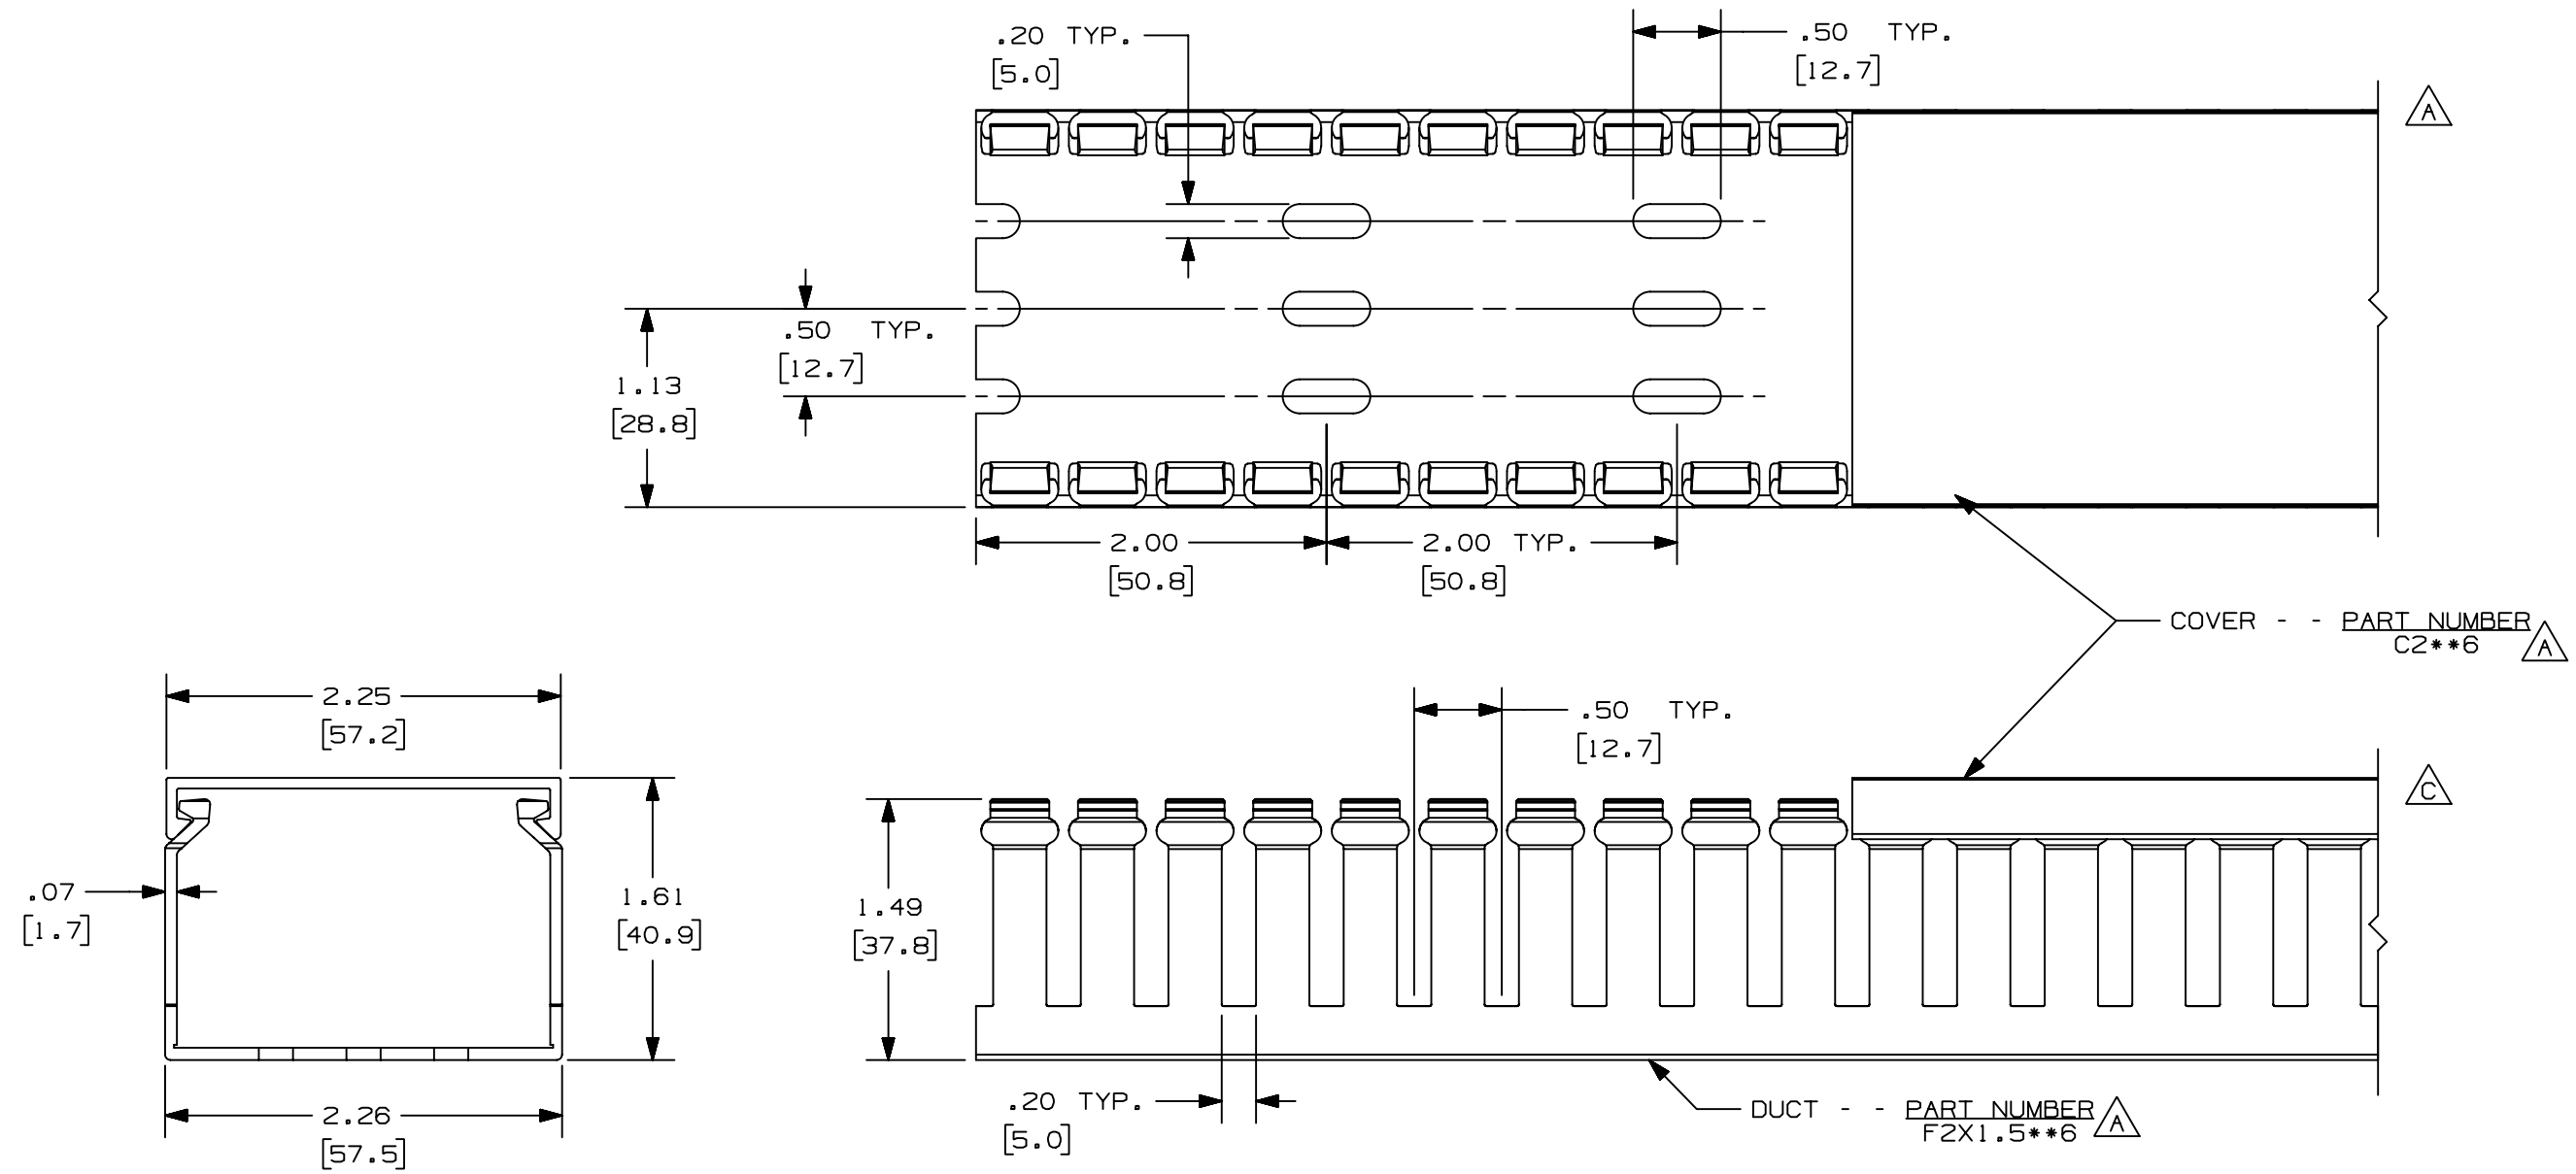 .20 TYP.
[5.0]
.50 TYP.
[12.7]
A
.50 TYP.
[12.7]
1.13
[28.8]
2.00
[50.8]
2.00 TYP.
[50.8]
COVER - - PART NUMBER
C2**6
A
2.25
[57.2]
.50 TYP.
[12.7]
C
.07
[1.7]
1.61
[40.9]
1.49
[37.8]
2.26
[57.5]
.20 TYP.
[5.0]
DUCT - - PART NUMBER
F2X1.5**6
A